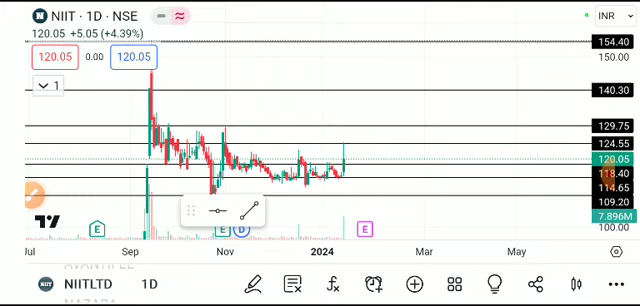 NIIT · 1D · NSE
INR
120.05 +5.05 (+4.39%)
120.05 0.00 120.05
1
154.40
150.00
140.30
129.75
124.55
120.05
118.40
114.65
109.20
7.896M
100.00
E E D E
Jul Sep Nov 2024 Mar May
NIITLTD 1D